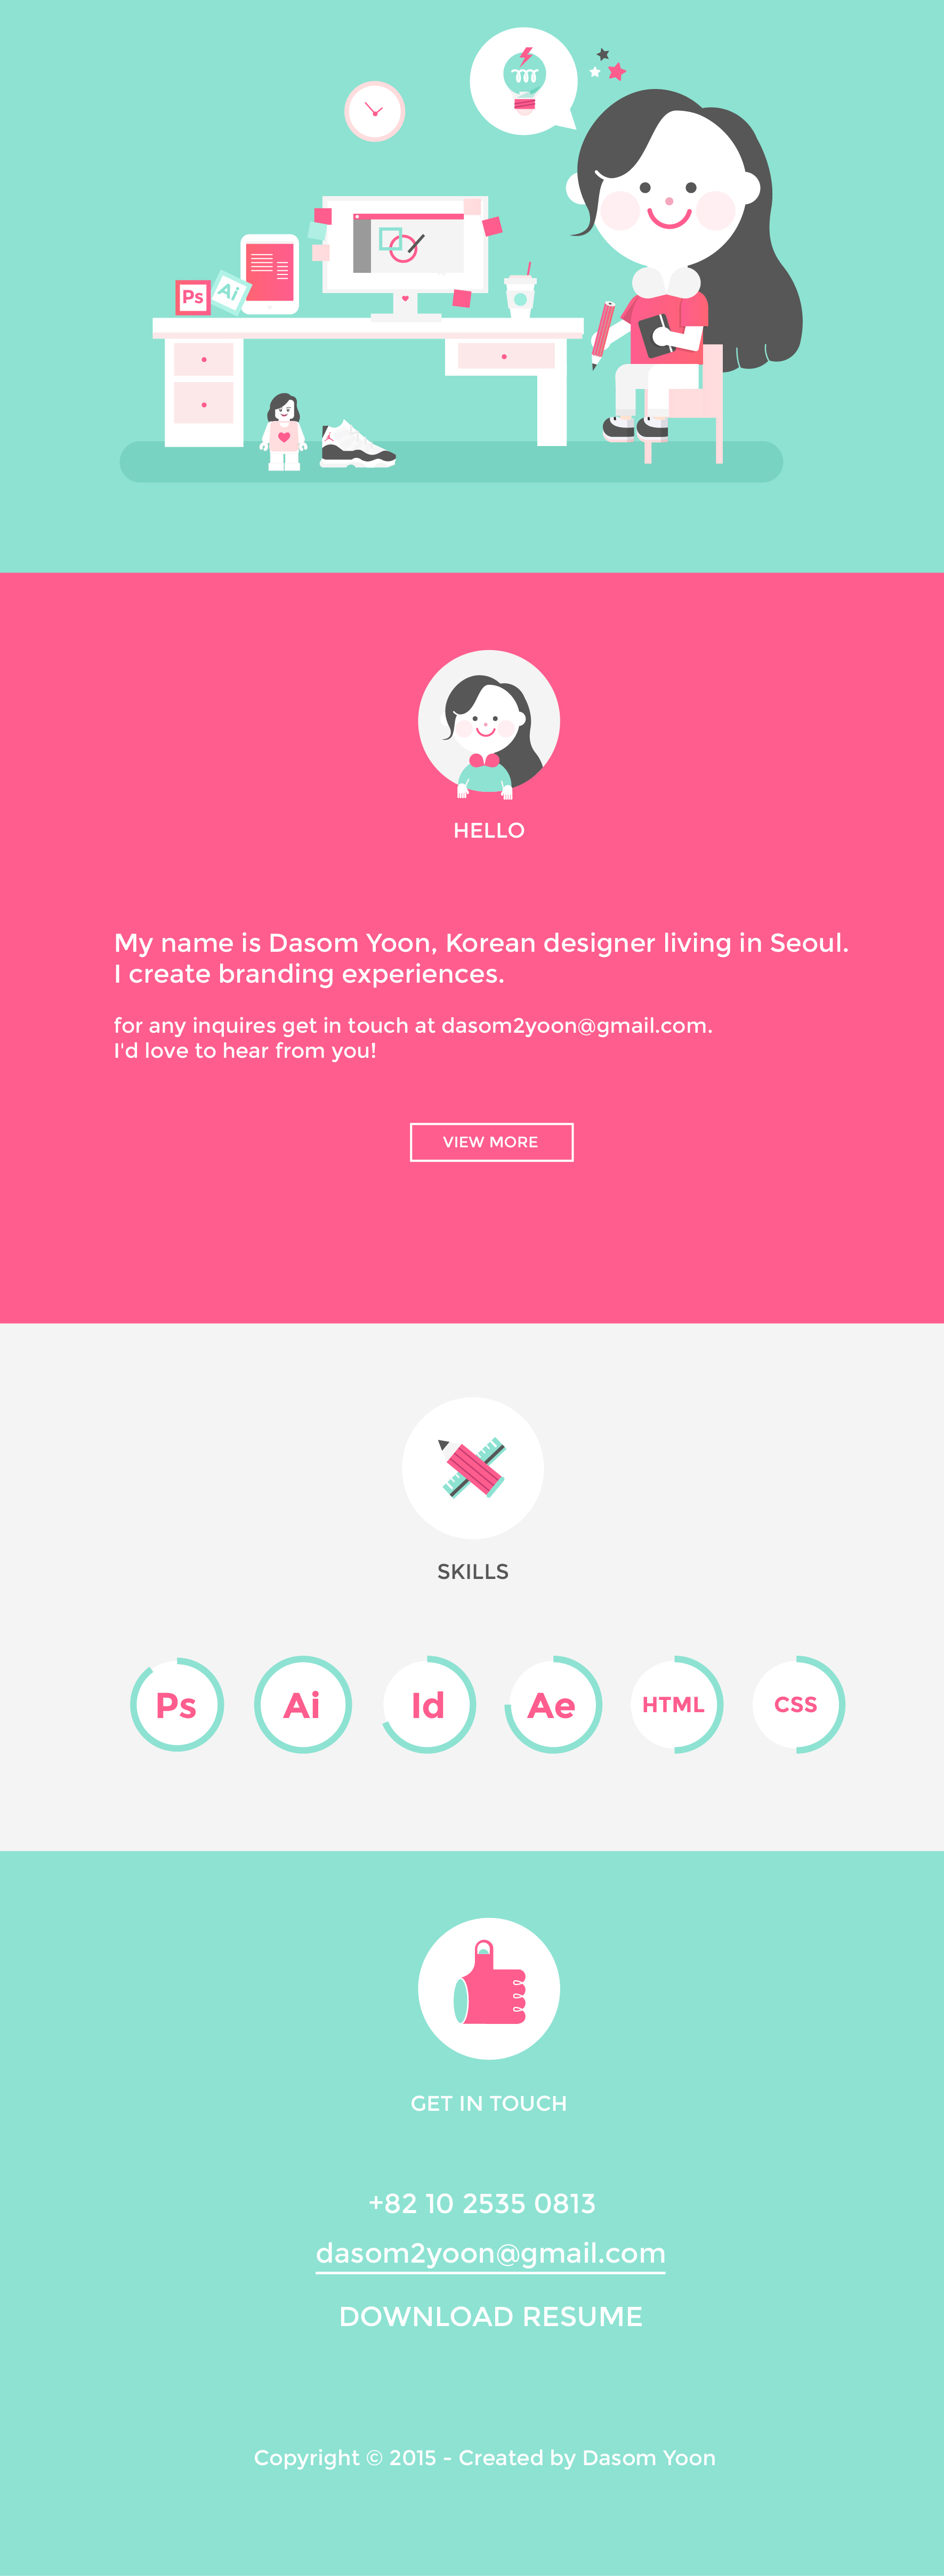 Ps
Ai
HELLO
My name is Dasom Yoon, Korean designer living in Seoul.
I create branding experiences.
for any inquires get in touch at dasom2yoon@gmail.com.
I'd love to hear from you!
VIEW MORE
SKILLS
Ps
Ai
Id
Ae
HTML
CSS
GET IN TOUCH
+82 10 2535 0813
dasom2yoon@gmail.com
DOWNLOAD RESUME
Copyright © 2015 - Created by Dasom Yoon